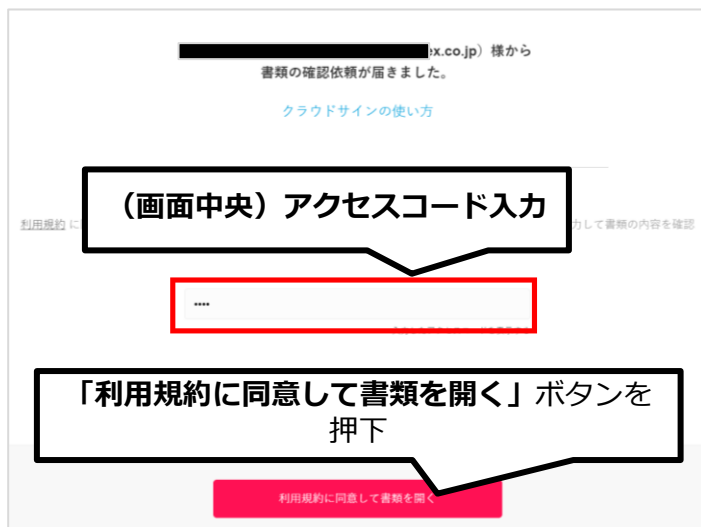 x.co.jp）様から
書類の確認依頼が届きました。
クラウドサインの使い方
（画面中央）アクセスコード入力
利用規約 に
力して書類の内容を確認
••••
「利用規約に同意して書類を開く」ボタンを
押下
利用規約に同意して書類を開く